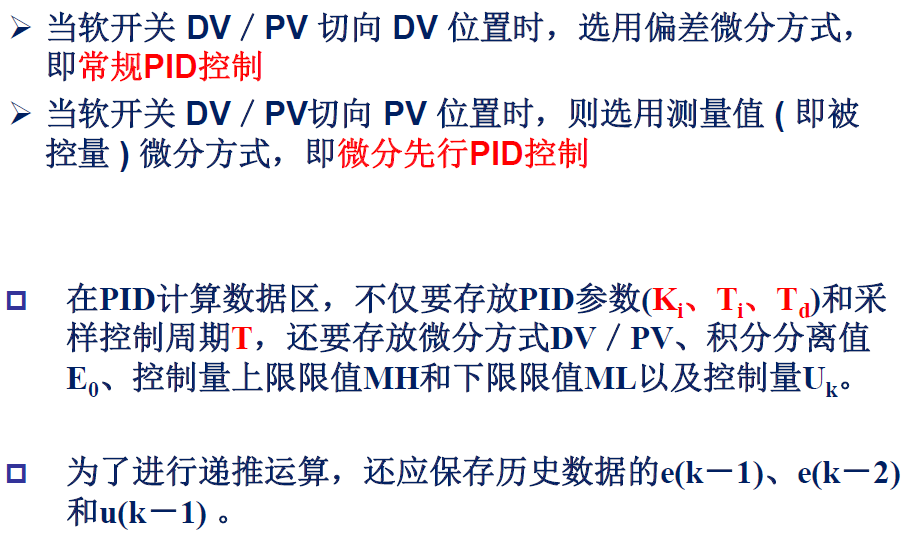 ➢ 当软开关 DV／PV 切向 DV 位置时，选用偏差微分方式，
即常规PID控制
➢ 当软开关 DV／PV切向 PV 位置时，则选用测量值 ( 即被
控量 ) 微分方式，即微分先行PID控制
在PID计算数据区，不仅要存放PID参数(Ki、Ti、Td)和采
样控制周期T，还要存放微分方式DV／PV、积分分离值
E0、控制量上限限值MH和下限限值ML以及控制量Uk。
为了进行递推运算，还应保存历史数据的e(k－1)、e(k－2)
和u(k－1) 。